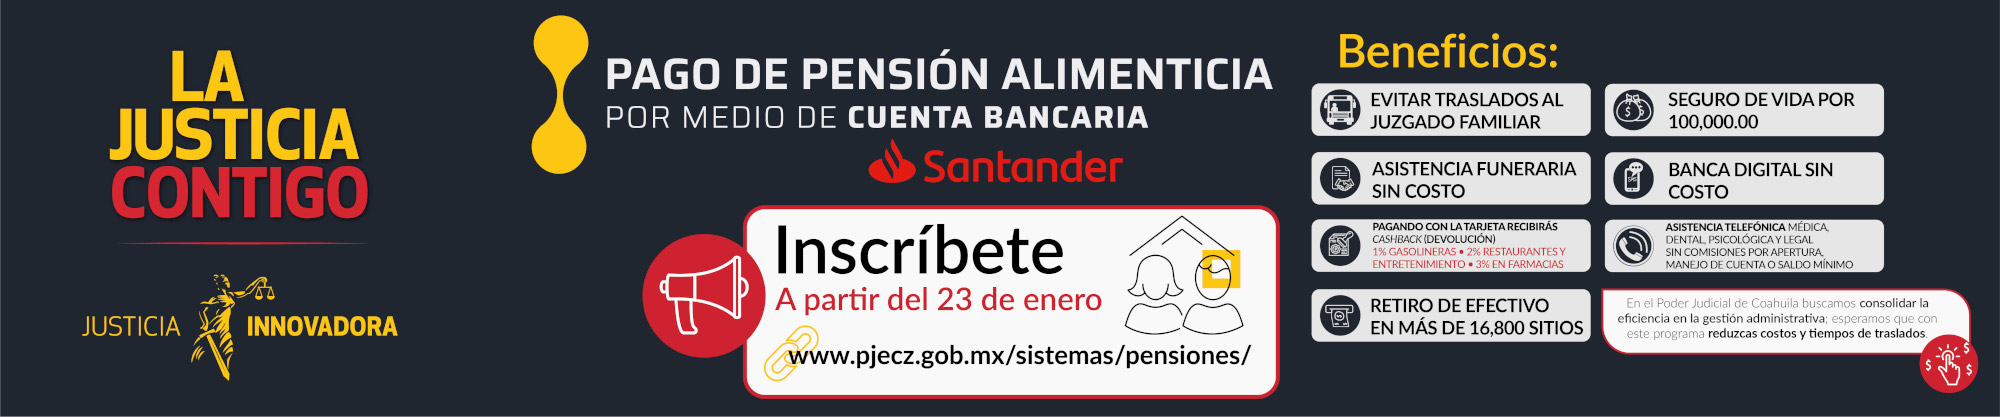 LA
JUSTICIA
CONTIGO
JUSTICIA INNOVADORA
PAGO DE PENSIÓN ALIMENTICIA
POR MEDIO DE CUENTA BANCARIA
Santander
Inscríbete
A partir del 23 de enero
www.pjecz.gob.mx/sistemas/pensiones/
Beneficios:
EVITAR TRASLADOS AL
JUZGADO FAMILIAR
SEGURO DE VIDA POR
100,000.00
ASISTENCIA FUNERARIA
SIN COSTO
BANCA DIGITAL SIN
COSTO
PAGANDO CON LA TARJETA RECIBIRÁS
CASHBACK (DEVOLUCIÓN)
1% GASOLINERAS • 2% RESTAURANTES Y
ENTRETENIMIENTO • 3% EN FARMACIAS
ASISTENCIA TELEFÓNICA MÉDICA,
DENTAL, PSICOLÓGICA Y LEGAL
SIN COMISIONES POR APERTURA,
MANEJO DE CUENTA O SALDO MÍNIMO
RETIRO DE EFECTIVO
EN MÁS DE 16,800 SITIOS
En el Poder Judicial de Coahuila buscamos consolidar la
eficiencia en la gestión administrativa; esperamos que con
este programa reduzcas costos y tiempos de traslados.